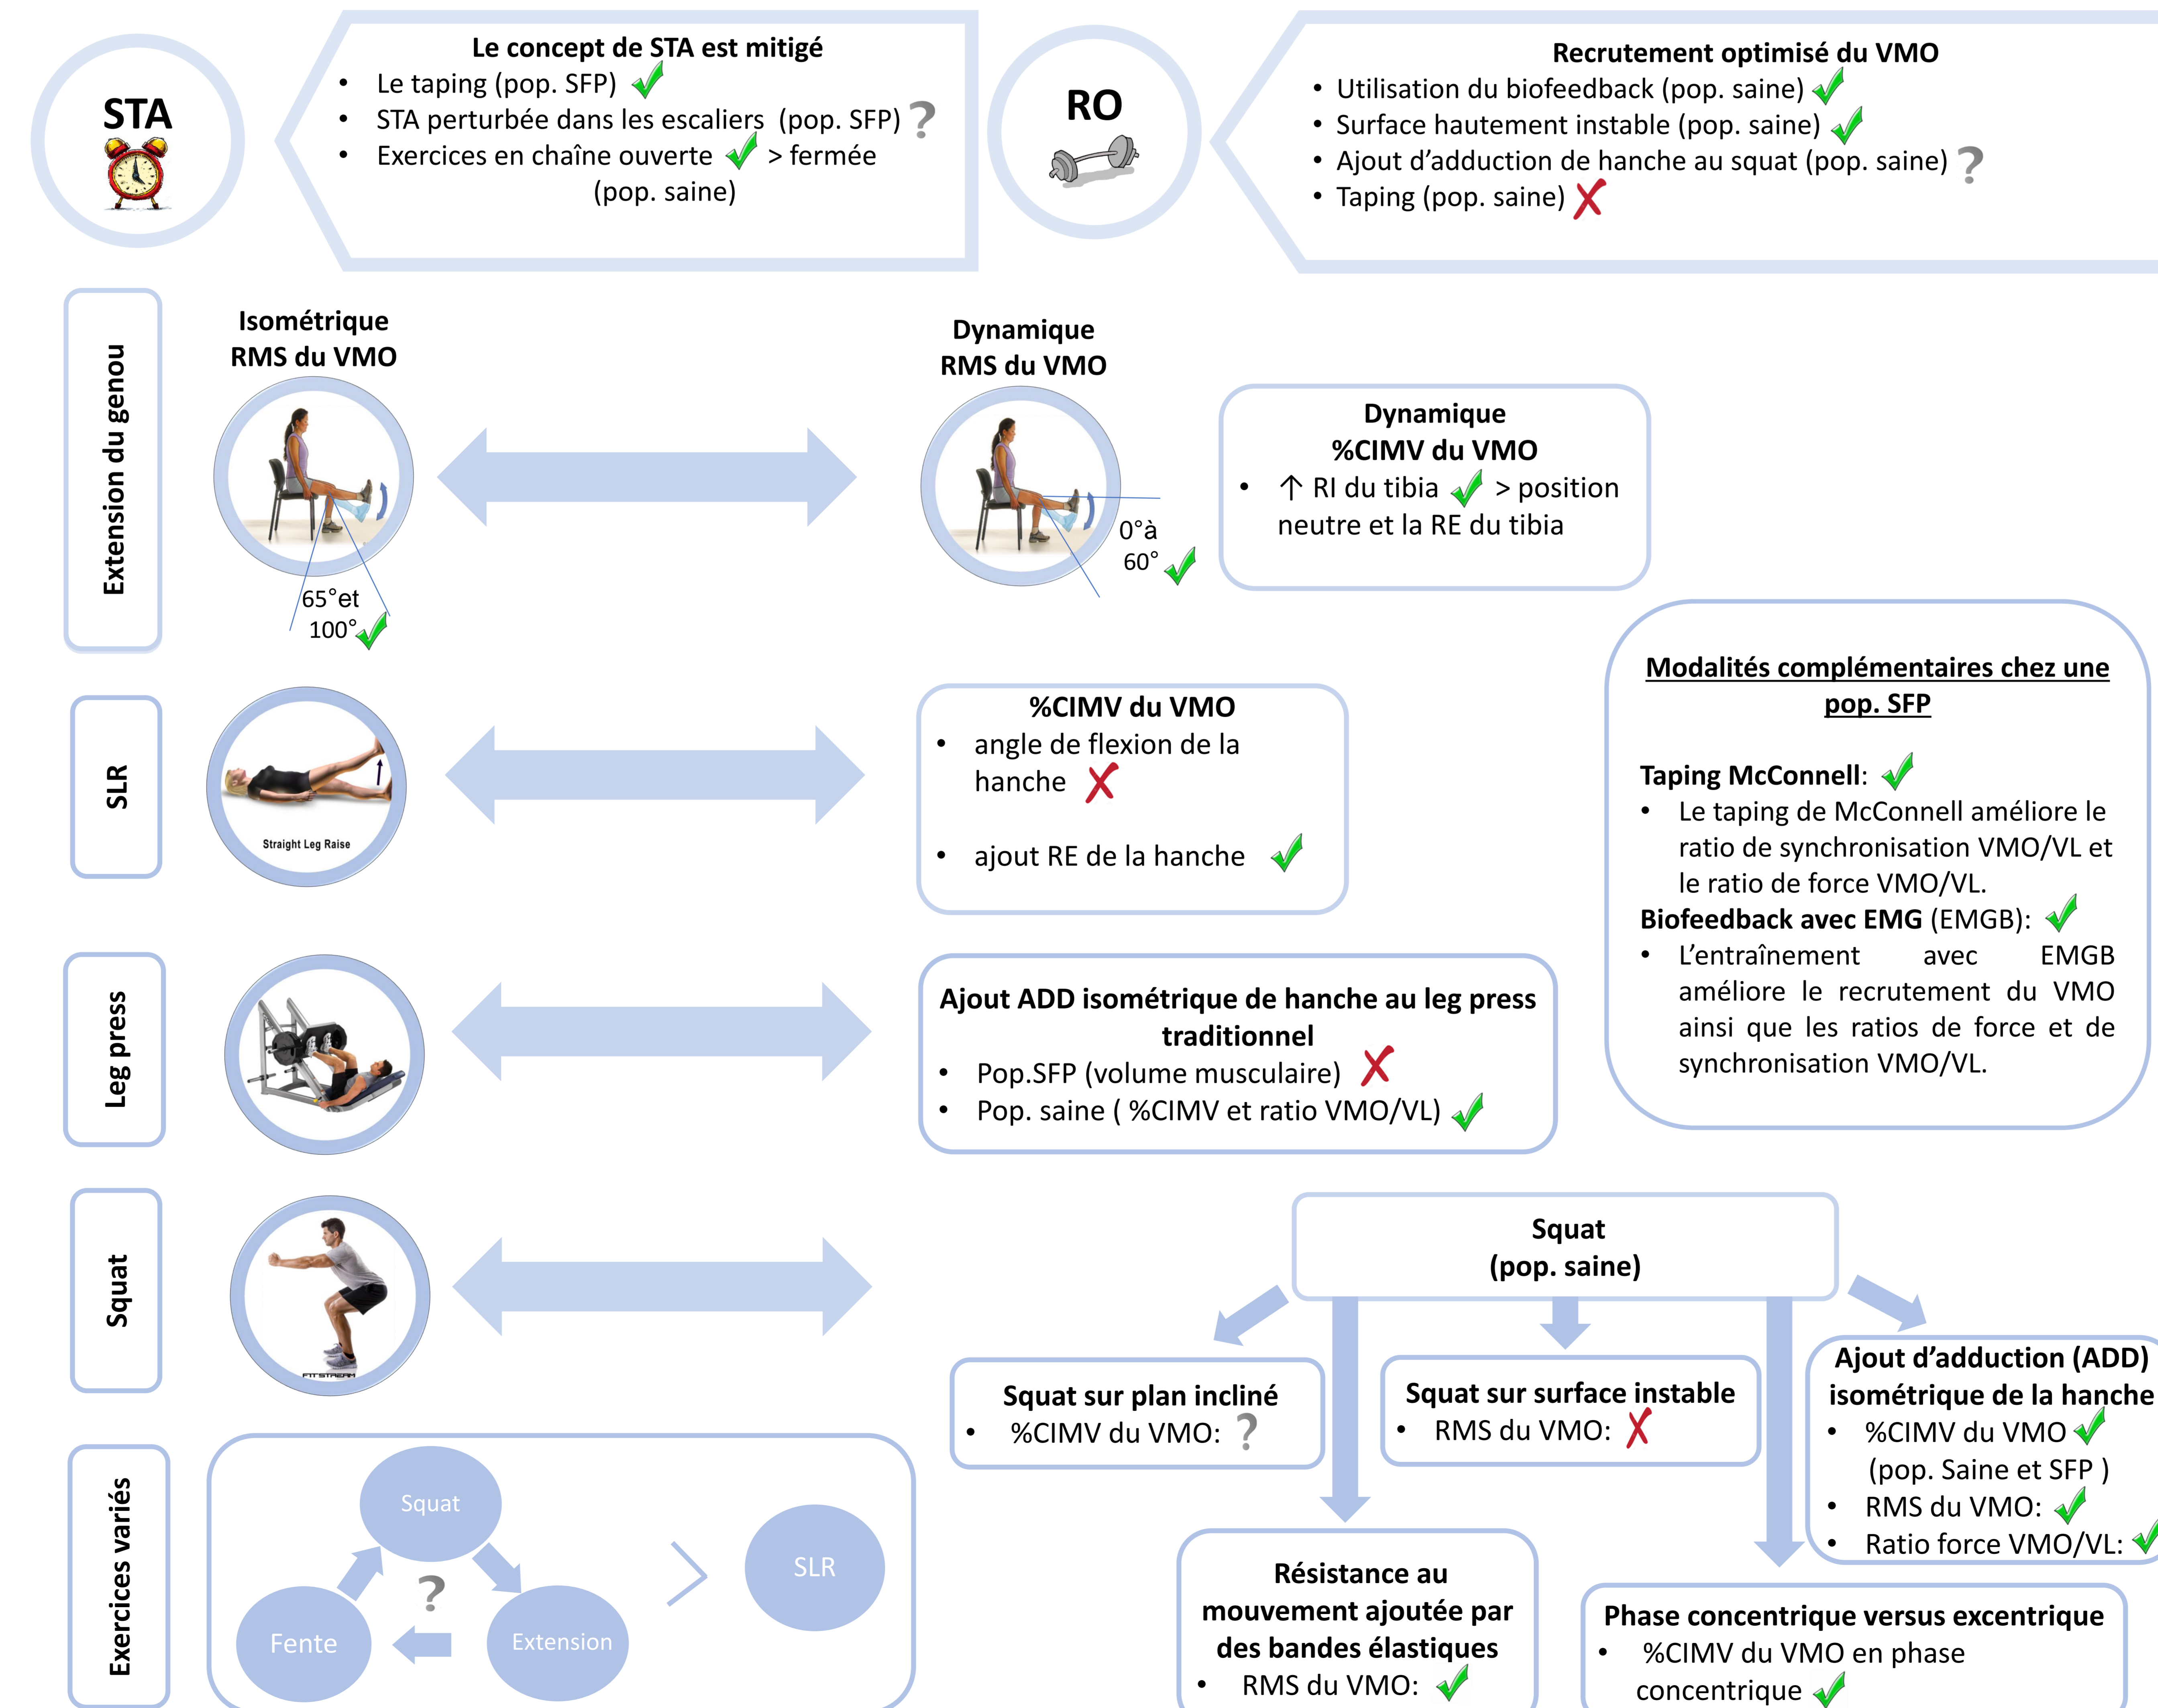 STA
Le concept de STA est mitigé
• Le taping (pop. SFP)
• STA perturbée dans les escaliers (pop. SFP) ?
• Exercices en chaîne ouverte > fermée
(pop. saine)
RO
Recrutement optimisé du VMO
• Utilisation du biofeedback (pop. saine)
• Surface hautement instable (pop. saine)
• Ajout d’adduction de hanche au squat (pop. saine) ?
• Taping (pop. saine)
Extension du genou
Isométrique
RMS du VMO
65°et
100°
Dynamique
RMS du VMO
0°à
60°
Dynamique
%CIMV du VMO
• ↑ RI du tibia > position
neutre et la RE du tibia
SLR
Straight Leg Raise
%CIMV du VMO
• angle de flexion de la
hanche
• ajout RE de la hanche
Modalités complémentaires chez une
pop. SFP
Taping McConnell:
• Le taping de McConnell améliore le
ratio de synchronisation VMO/VL et
le ratio de force VMO/VL.
Biofeedback avec EMG (EMGB):
• L’entraînement avec EMGB
améliore le recrutement du VMO
ainsi que les ratios de force et de
synchronisation VMO/VL.
Leg press
Ajout ADD isométrique de hanche au leg press
traditionnel
• Pop.SFP (volume musculaire)
• Pop. saine ( %CIMV et ratio VMO/VL)
Squat
FITSTREAM
Squat
(pop. saine)
Squat sur plan incliné
• %CIMV du VMO: ?
Squat sur surface instable
• RMS du VMO:
Ajout d’adduction (ADD)
isométrique de la hanche
• %CIMV du VMO
(pop. Saine et SFP )
• RMS du VMO:
• Ratio force VMO/VL:
Résistance au
mouvement ajoutée par
des bandes élastiques
• RMS du VMO:
Phase concentrique versus excentrique
• %CIMV du VMO en phase
concentrique
Exercices variés
Squat
?
Fente
Extension
>
SLR